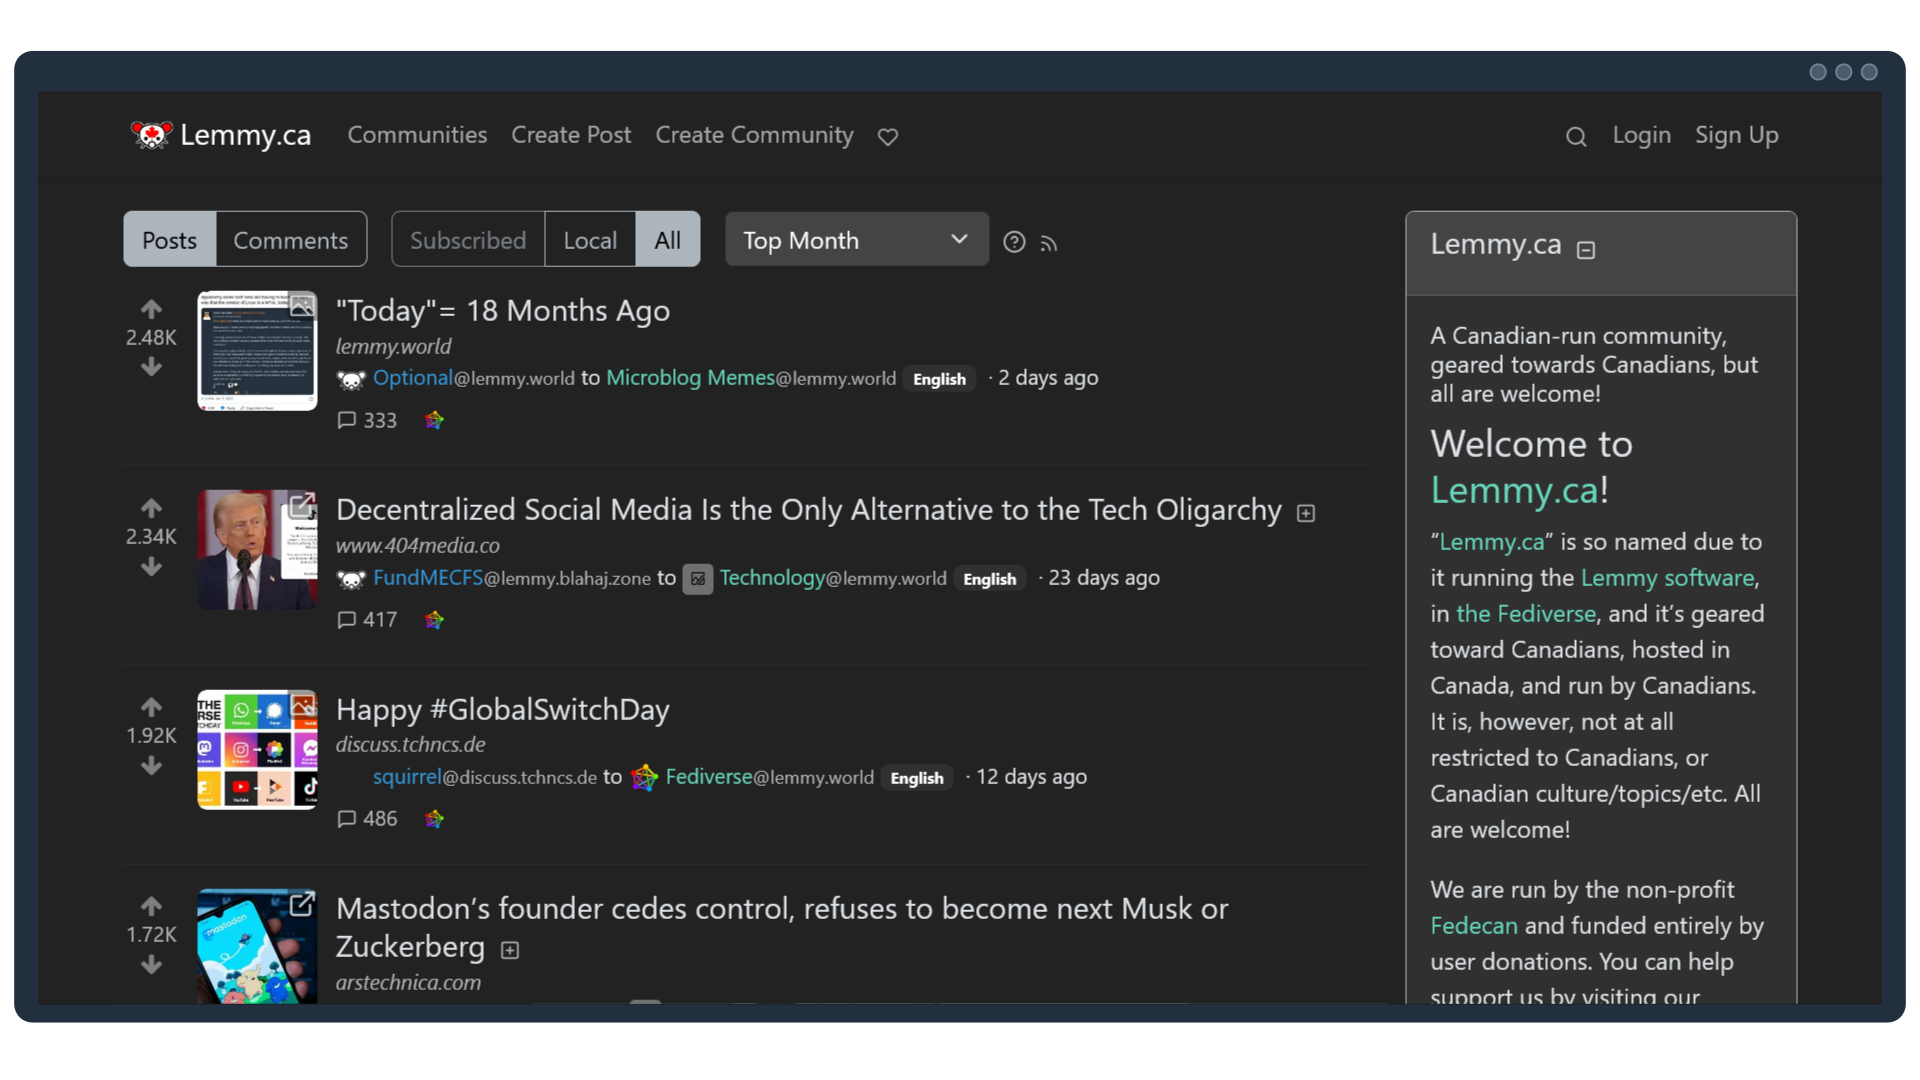 Lemmy.ca Communities Create Post Create Community Login Sign Up
Posts Comments Subscribed Local All Top Month
2.48K
"Today"= 18 Months Ago
lemmy.world
Optional@lemmy.world to Microblog Memes@lemmy.world English · 2 days ago
333
2.34K
Decentralized Social Media Is the Only Alternative to the Tech Oligarchy
www.404media.co
FundMECFS@lemmy.blahaj.zone to Technology@lemmy.world English · 23 days ago
417
1.92K
THE
Happy #GlobalSwitchDay
discuss.tchncs.de
squirrel@discuss.tchncs.de to Fediverse@lemmy.world English · 12 days ago
486
1.72K
mastodon
Mastodon’s founder cedes control, refuses to become next Musk or
Zuckerberg
arstechnica.com
Lemmy.ca
A Canadian-run community,
geared towards Canadians, but
all are welcome!
Welcome to
Lemmy.ca!
“Lemmy.ca” is so named due to
it running the Lemmy software,
in the Fediverse, and it’s geared
toward Canadians, hosted in
Canada, and run by Canadians.
It is, however, not at all
restricted to Canadians, or
Canadian culture/topics/etc. All
are welcome!
We are run by the non-profit
Fedecan and funded entirely by
user donations. You can help
support us by visiting our